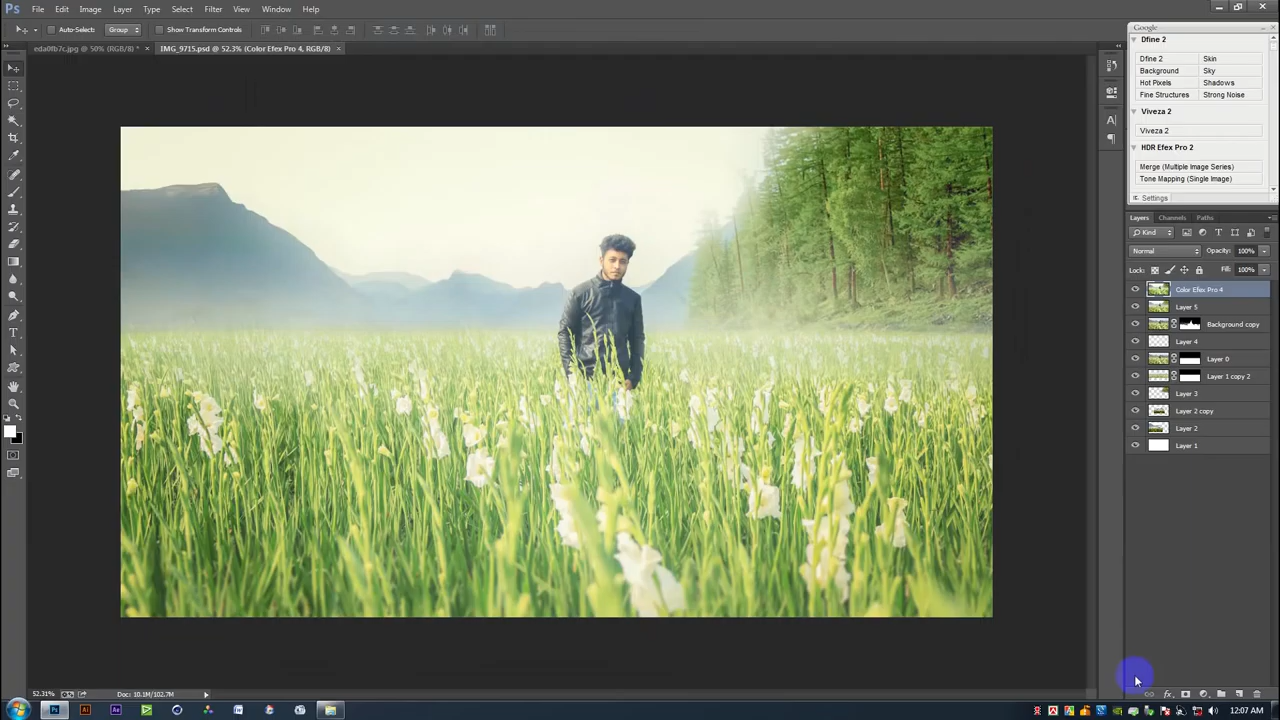 Ps File Edit Image Layer Type Select Filter View Window Help
Auto-Select: Group Show Transform Controls
eda0fb7c.jpg @ 50% (RGB/8) * × IMG_9715.psd @ 52.3% (Color Efex Pro 4, RGB/8) ×
Google
Dfine 2
Dfine 2 Skin
Background Sky
Hot Pixels Shadows
Fine Structures Strong Noise
Viveza 2
Viveza 2
HDR Efex Pro 2
Merge (Multiple Image Series)
Tone Mapping (Single Image)
Settings
Layers Channels Paths
Kind
Normal Opacity: 100%
Lock: Fill: 100%
Color Efex Pro 4
Layer 5
Background copy
Layer 4
Layer 0
Layer 1 copy 2
Layer 3
Layer 2 copy
Layer 2
Layer 1
52.31% Doc: 10.1M/102.7M
Ps Ai Ae 12:07 AM